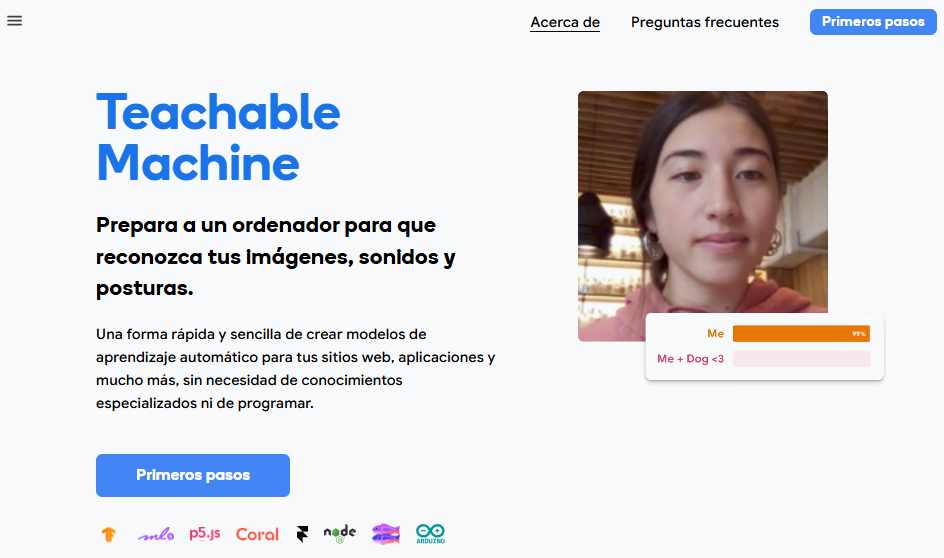 Acerca de
Preguntas frecuentes
Primeros pasos
Teachable
Machine
Prepara a un ordenador para que
reconozca tus imágenes, sonidos y
posturas.
Una forma rápida y sencilla de crear modelos de
aprendizaje automático para tus sitios web, aplicaciones y
mucho más, sin necesidad de conocimientos
especializados ni de programar.
Me
99%
Me + Dog <3
Primeros pasos
ml5
p5.js
Coral
node
ARDUINO